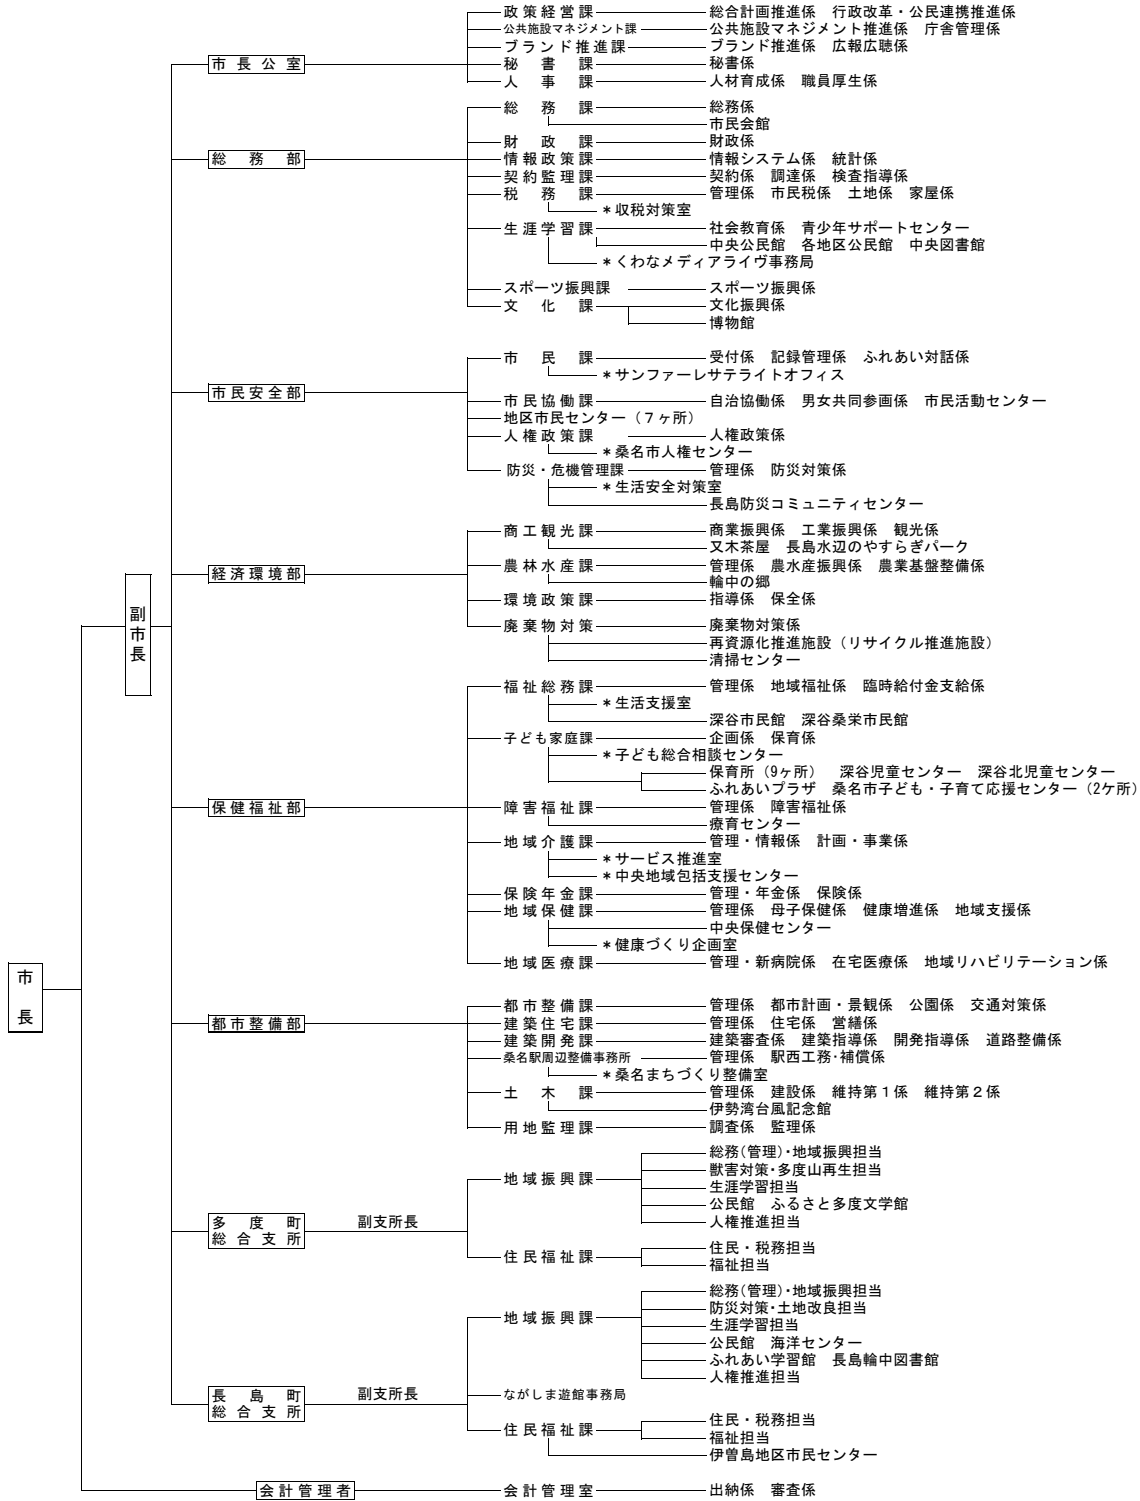 政策経営課 総合計画推進係 行政改革・公民連携推進係
公共施設マネジメント課 公共施設マネジメント推進係 庁舎管理係
ブランド推進課 ブランド推進係 広報広聴係
市長公室 秘書課 秘書係
人事課 人材育成係 職員厚生係
総務課 総務係
市民会館
財政課 財政係
総務部 情報政策課 情報システム係 統計係
契約監理課 契約係 調達係 検査指導係
税務課 管理係 市民税係 土地係 家屋係
＊収税対策室
生涯学習課 社会教育係 青少年サポートセンター
中央公民館 各地区公民館 中央図書館
＊くわなメディアライヴ事務局
スポーツ振興課 スポーツ振興係
文化課 文化振興係
博物館
市民課 受付係 記録管理係 ふれあい対話係
＊サンファーレサテライトオフィス
市民安全部
市民協働課 自治協働係 男女共同参画係 市民活動センター
地区市民センター（７ヶ所）
人権政策課 人権政策係
＊桑名市人権センター
防災・危機管理課 管理係 防災対策係
＊生活安全対策室
長島防災コミュニティセンター
商工観光課 商業振興係 工業振興係 観光係
又木茶屋 長島水辺のやすらぎパーク
経済環境部 農林水産課 管理係 農水産振興係 農業基盤整備係
輪中の郷
環境政策課 指導係 保全係
副市長
廃棄物対策 廃棄物対策係
再資源化推進施設（リサイクル推進施設）
清掃センター
福祉総務課 管理係 地域福祉係 臨時給付金支給係
＊生活支援室
深谷市民館 深谷桑栄市民館
子ども家庭課 企画係 保育係
＊子ども総合相談センター
保育所（9ヶ所） 深谷児童センター 深谷北児童センター
ふれあいプラザ 桑名市子ども・子育て応援センター（2ケ所）
保健福祉部 障害福祉課 管理係 障害福祉係
療育センター
地域介護課 管理・情報係 計画・事業係
＊サービス推進室
＊中央地域包括支援センター
保険年金課 管理・年金係 保険係
地域保健課 管理係 母子保健係 健康増進係 地域支援係
中央保健センター
＊健康づくり企画室
地域医療課 管理・新病院係 在宅医療係 地域リハビリテーション係
市長
都市整備課 管理係 都市計画・景観係 公園係 交通対策係
都市整備部 建築住宅課 管理係 住宅係 営繕係
建築開発課 建築審査係 建築指導係 開発指導係 道路整備係
桑名駅周辺整備事務所 管理係 駅西工務･補償係
＊桑名まちづくり整備室
土木課 管理係 建設係 維持第１係 維持第２係
伊勢湾台風記念館
用地監理課 調査係 監理係
総務(管理)･地域振興担当
獣害対策･多度山再生担当
地域振興課 生涯学習担当
公民館 ふるさと多度文学館
多度町総合支所 副支所長 人権推進担当
住民福祉課 住民・税務担当
福祉担当
総務(管理)･地域振興担当
防災対策･土地改良担当
地域振興課 生涯学習担当
公民館 海洋センター
ふれあい学習館 長島輪中図書館
人権推進担当
長島町総合支所 副支所長 ながしま遊館事務局
住民福祉課 住民・税務担当
福祉担当
伊曽島地区市民センター
会計管理者 会計管理室 出納係 審査係